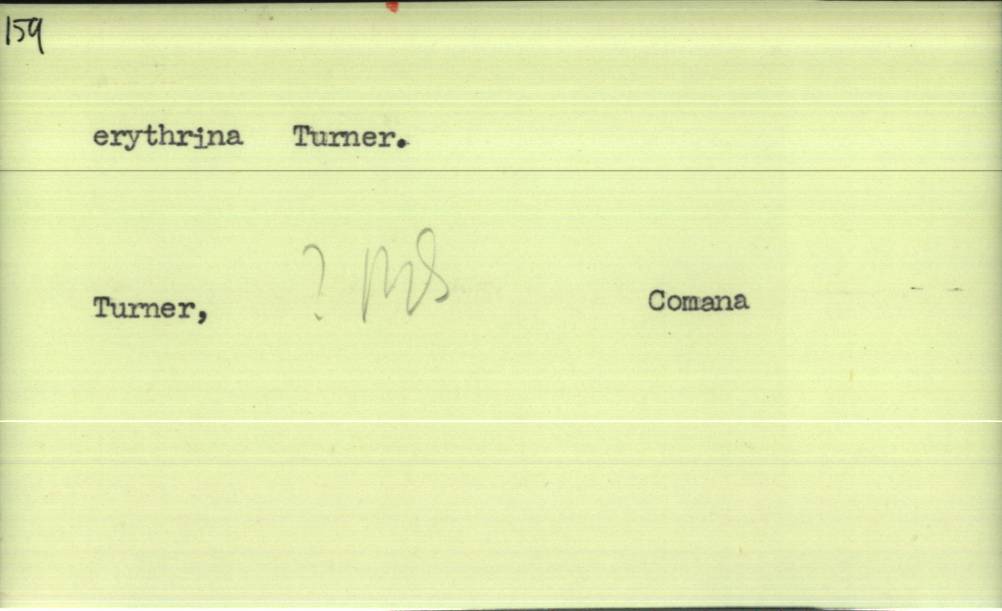 159
erythrina Turner.
Turner, ? MS Comana